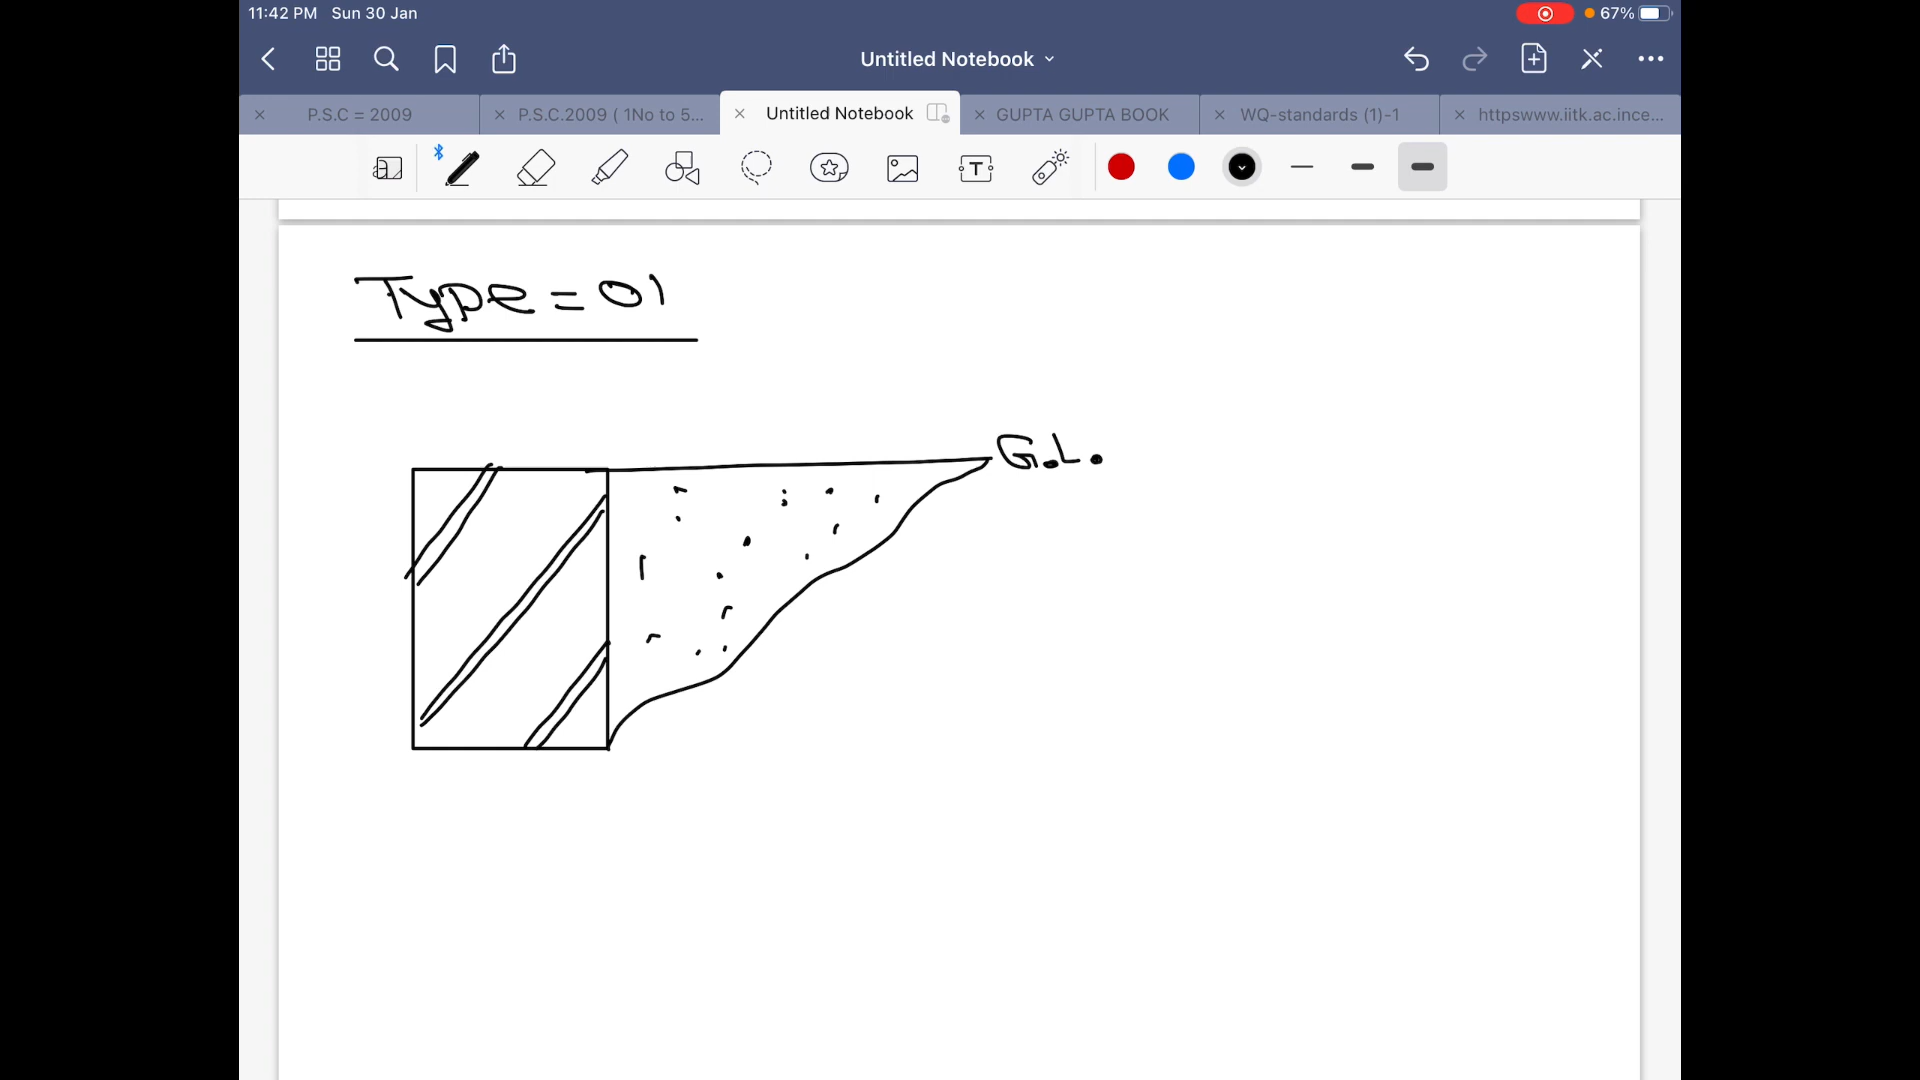 11:42 PM Sun 30 Jan
67%
Untitled Notebook
P.S.C = 2009
P.S.C.2009 ( 1No to 5...
Untitled Notebook
GUPTA GUPTA BOOK
WQ-standards (1)-1
httpswww.iitk.ac.ince...
a
T
Type = 01
G.L.